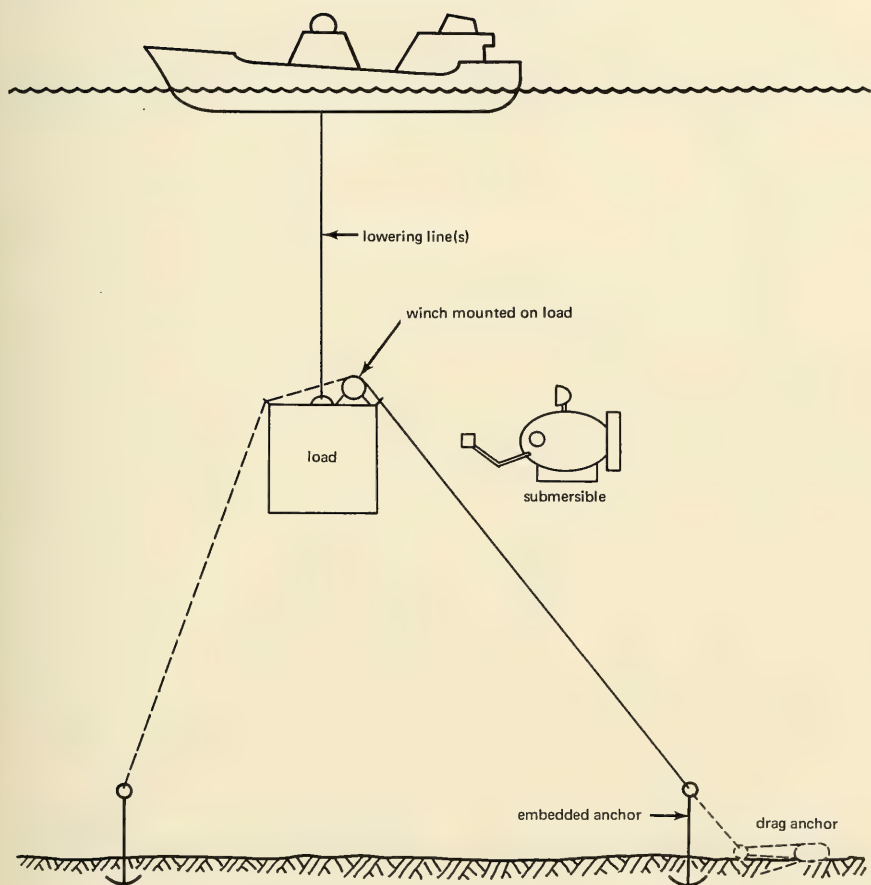 lowering line(s)
winch mounted on load
load
submersible
embedded anchor
drag anchor